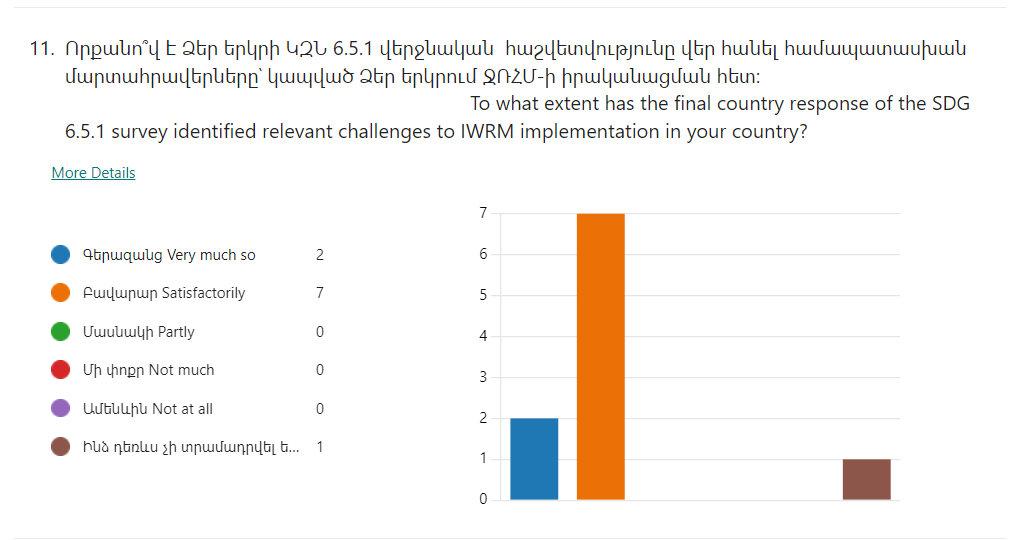 11. Որքանո՞վ է Ձեր երկրի ԿԶՆ 6.5.1 վերջնական հաշվետվությունը վեր հանել համապատասխան
մարտահրավերները՝ կապված Ձեր երկրում ՋՌՀՄ-ի իրականացման հետ:
To what extent has the final country response of the SDG
6.5.1 survey identified relevant challenges to IWRM implementation in your country?
More Details
Գերազանց Very much so 2
Բավարար Satisfactorily 7
Մասնակի Partly 0
Մի փոքր Not much 0
Ամենևին Not at all 0
Ինձ դեռևս չի տրամադրվել ե... 1
7
6
5
4
3
2
1
0